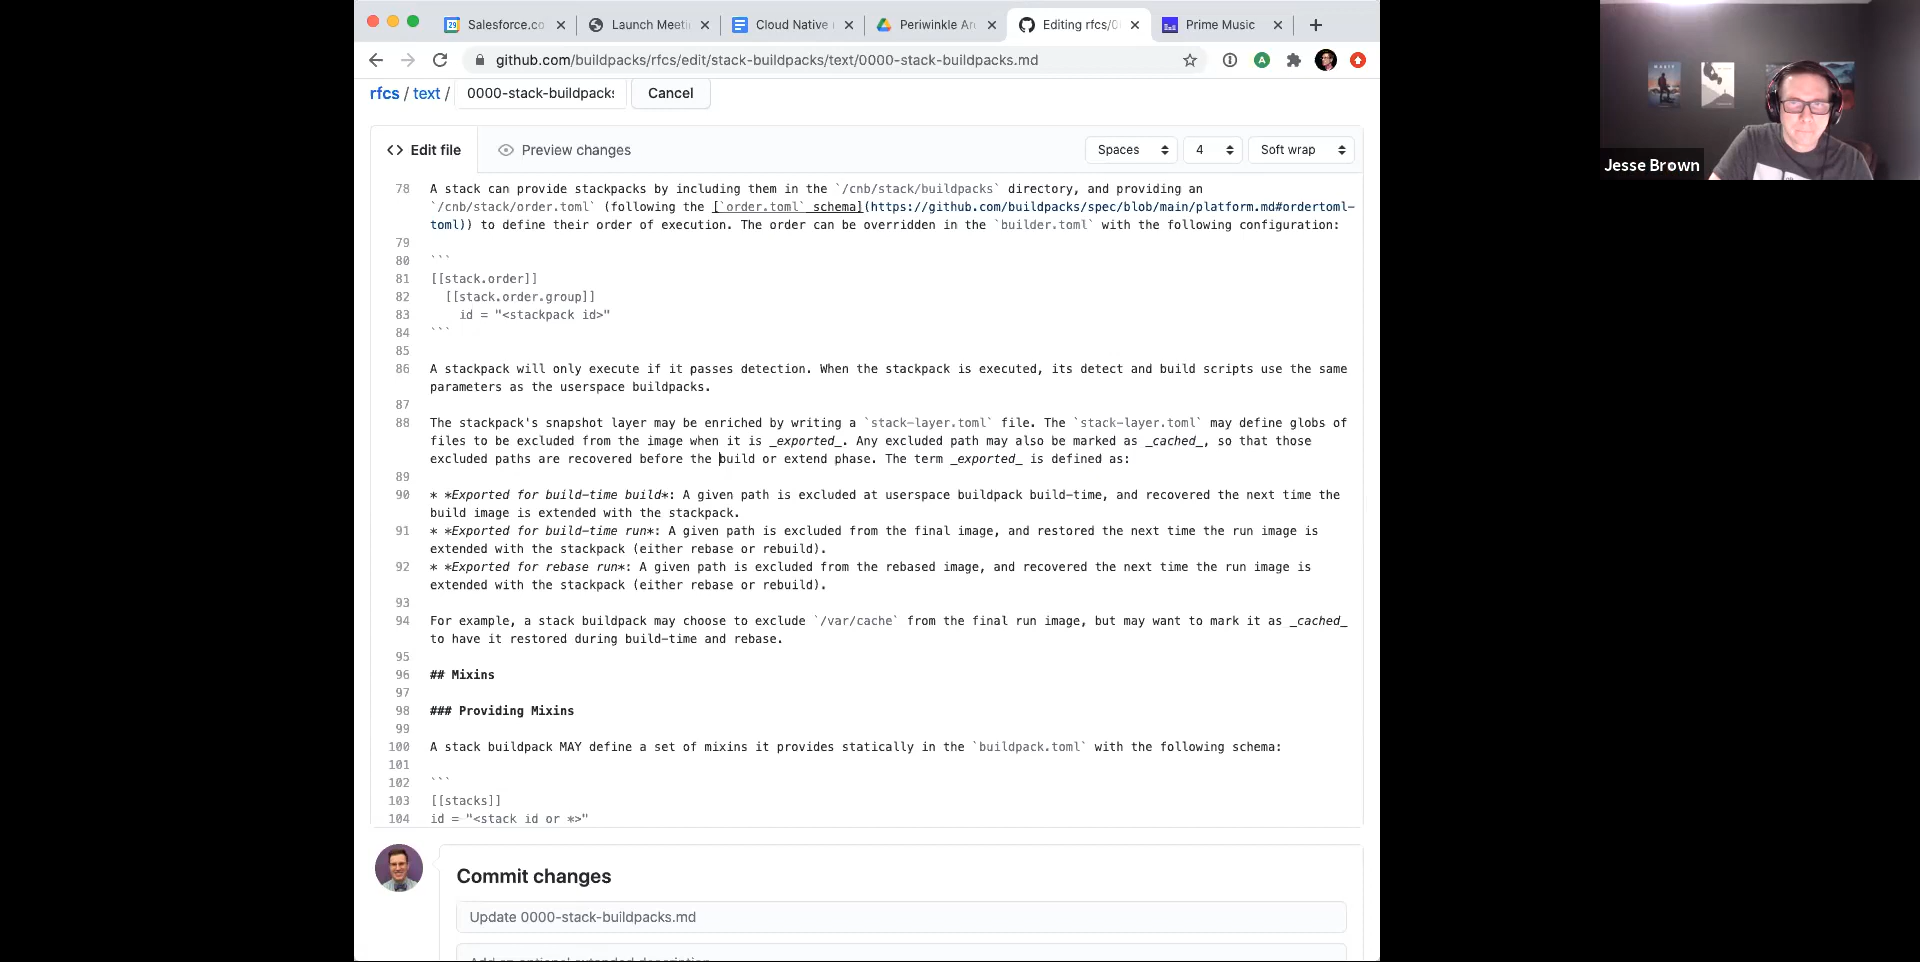 Salesforce.co
Launch Meeti
Cloud Native
Periwinkle Ar
Editing rfcs/0
Prime Music
github.com/buildpacks/rfcs/edit/stack-buildpacks/text/0000-stack-buildpacks.md
rfcs / text / 0000-stack-buildpacks Cancel
<> Edit file Preview changes Spaces 4 Soft wrap
78 A stack can provide stackpacks by including them in the `/cnb/stack/buildpacks` directory, and providing an
`/cnb/stack/order.toml` (following the [`order.toml` schema](https://github.com/buildpacks/spec/blob/main/platform.md#ordertoml-
toml)) to define their order of execution. The order can be overridden in the `builder.toml` with the following configuration:
79
80 ```
81 [[stack.order]]
82 [[stack.order.group]]
83 id = "<stackpack id>"
84 ```
85
86 A stackpack will only execute if it passes detection. When the stackpack is executed, its detect and build scripts use the same
parameters as the userspace buildpacks.
87
88 The stackpack's snapshot layer may be enriched by writing a `stack-layer.toml` file. The `stack-layer.toml` may define globs of
files to be excluded from the image when it is _exported_. Any excluded path may also be marked as _cached_, so that those
excluded paths are recovered before the build or extend phase. The term _exported_ is defined as:
89
90 * *Exported for build-time build*: A given path is excluded at userspace buildpack build-time, and recovered the next time the
build image is extended with the stackpack.
91 * *Exported for build-time run*: A given path is excluded from the final image, and restored the next time the run image is
extended with the stackpack (either rebase or rebuild).
92 * *Exported for rebase run*: A given path is excluded from the rebased image, and recovered the next time the run image is
extended with the stackpack (either rebase or rebuild).
93
94 For example, a stack buildpack may choose to exclude `/var/cache` from the final run image, but may want to mark it as _cached_
to have it restored during build-time and rebase.
95
96 ## Mixins
97
98 ### Providing Mixins
99
100 A stack buildpack MAY define a set of mixins it provides statically in the `buildpack.toml` with the following schema:
101
102 ```
103 [[stacks]]
104 id = "<stack id or *>"
Commit changes
Update 0000-stack-buildpacks.md
Add an optional extended description
Jesse Brown